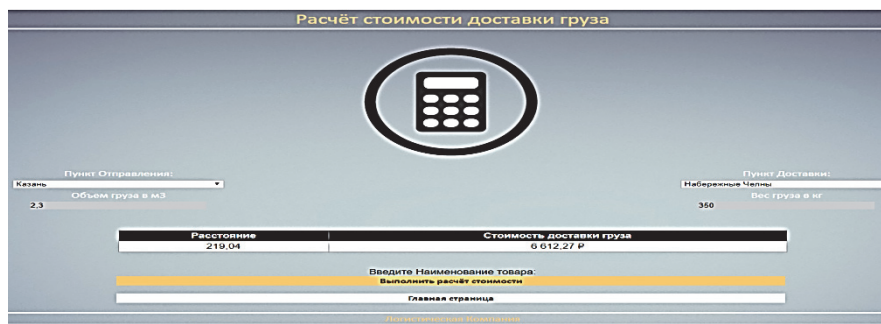 Расчёт стоимости доставки груза
Пункт Отправления: Пункт Доставки:
Казань Набережные Челны
Объем груза в м3 Вес груза в кг
2,3 350
Расстояние Стоимость доставки груза
219,04 6 612,27 ₽
Введите Наименование товара:
Выполнить расчёт стоимости
Главная страница
Логистическая Компания